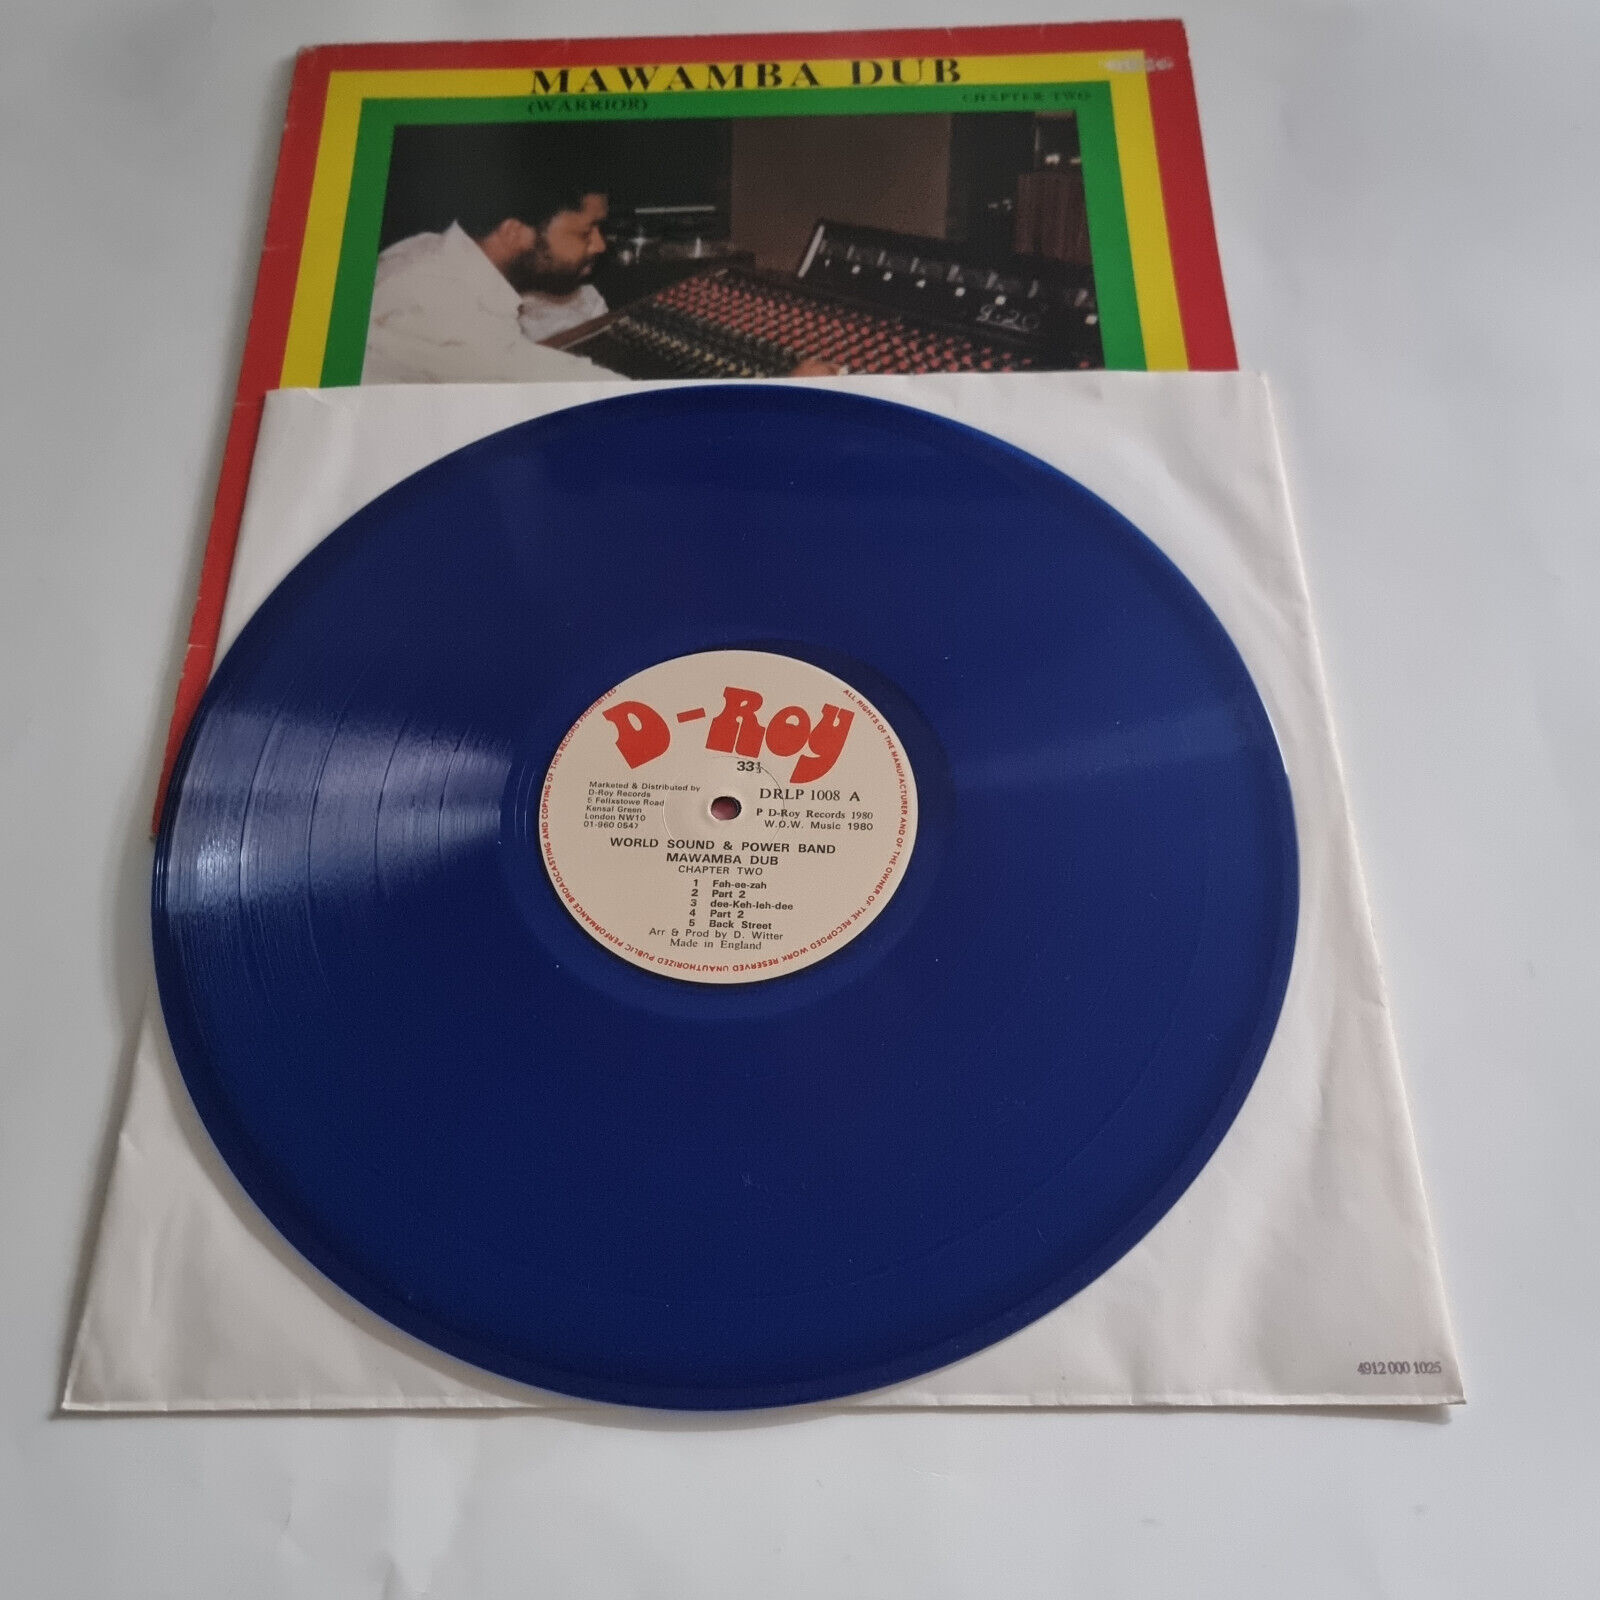 MAWAMBA DUB
(WARRIOR) CHAPTER TWO
8.20
D-Roy
33⅓
Marketed & Distributed by
D-Roy Records
5 Felixstowe Road
Kensal Green
London NW10
01-960 0547
DRLP 1008 A
P D-Roy Records 1980
W.O.W. Music 1980
WORLD SOUND & POWER BAND
MAWAMBA DUB
CHAPTER TWO
1 Fah-ee-zah
2 Part 2
3 dee-Keh-leh-dee
4 Part 2
5 Back Street
Arr & Prod by D. Witter
Made in England
ALL RIGHTS OF THE MANUFACTURER AND OF THE OWNER OF THE RECORDED WORK RESERVED UNAUTHORIZED PUBLIC PERFORMANCE BROADCASTING AND COPYING OF THIS RECORD PROHIBITED
4912 000 1025